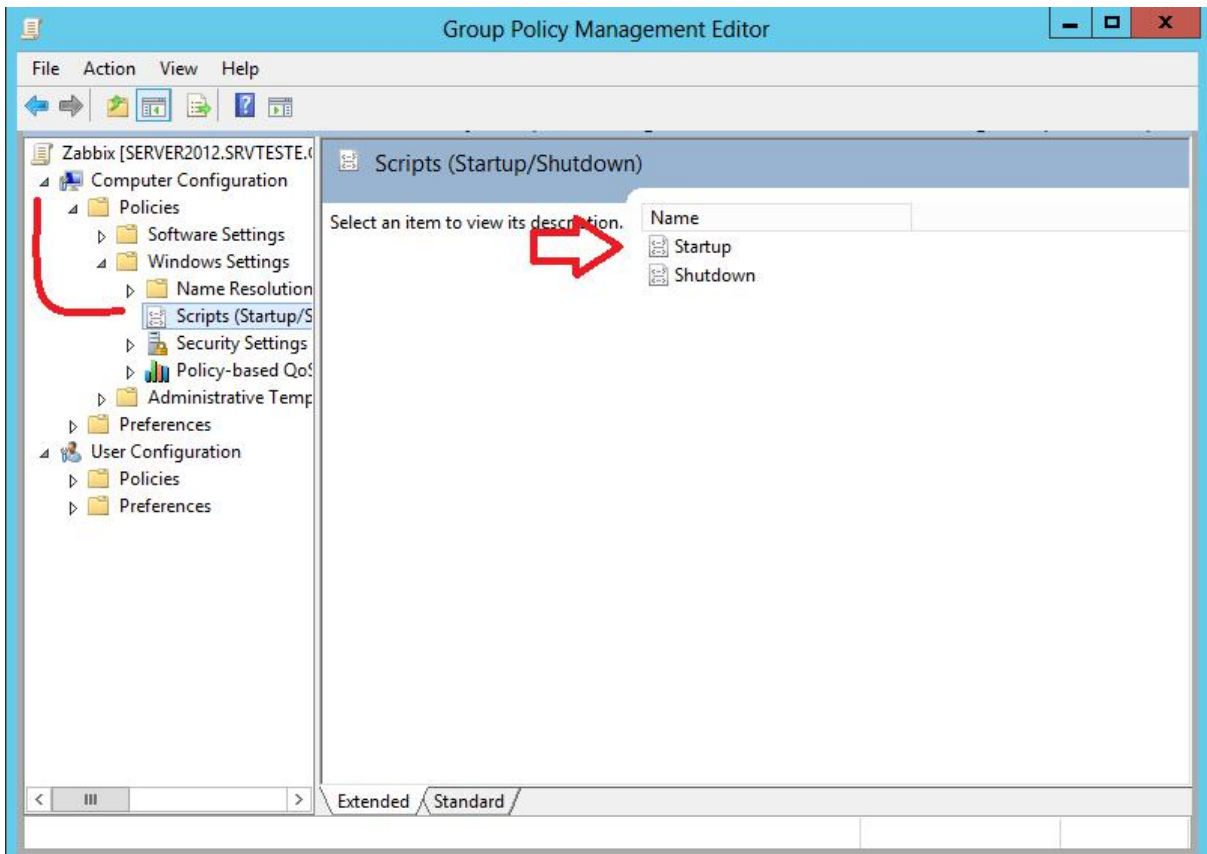 Group Policy Management Editor
File Action View Help
Zabbix [SERVER2012.SRVTESTE.
Computer Configuration
Policies
Software Settings
Windows Settings
Name Resolution
Scripts (Startup/S
Security Settings
Policy-based QoS
Administrative Temp
Preferences
User Configuration
Policies
Preferences
Scripts (Startup/Shutdown)
Select an item to view its description.
Name
Startup
Shutdown
Extended Standard